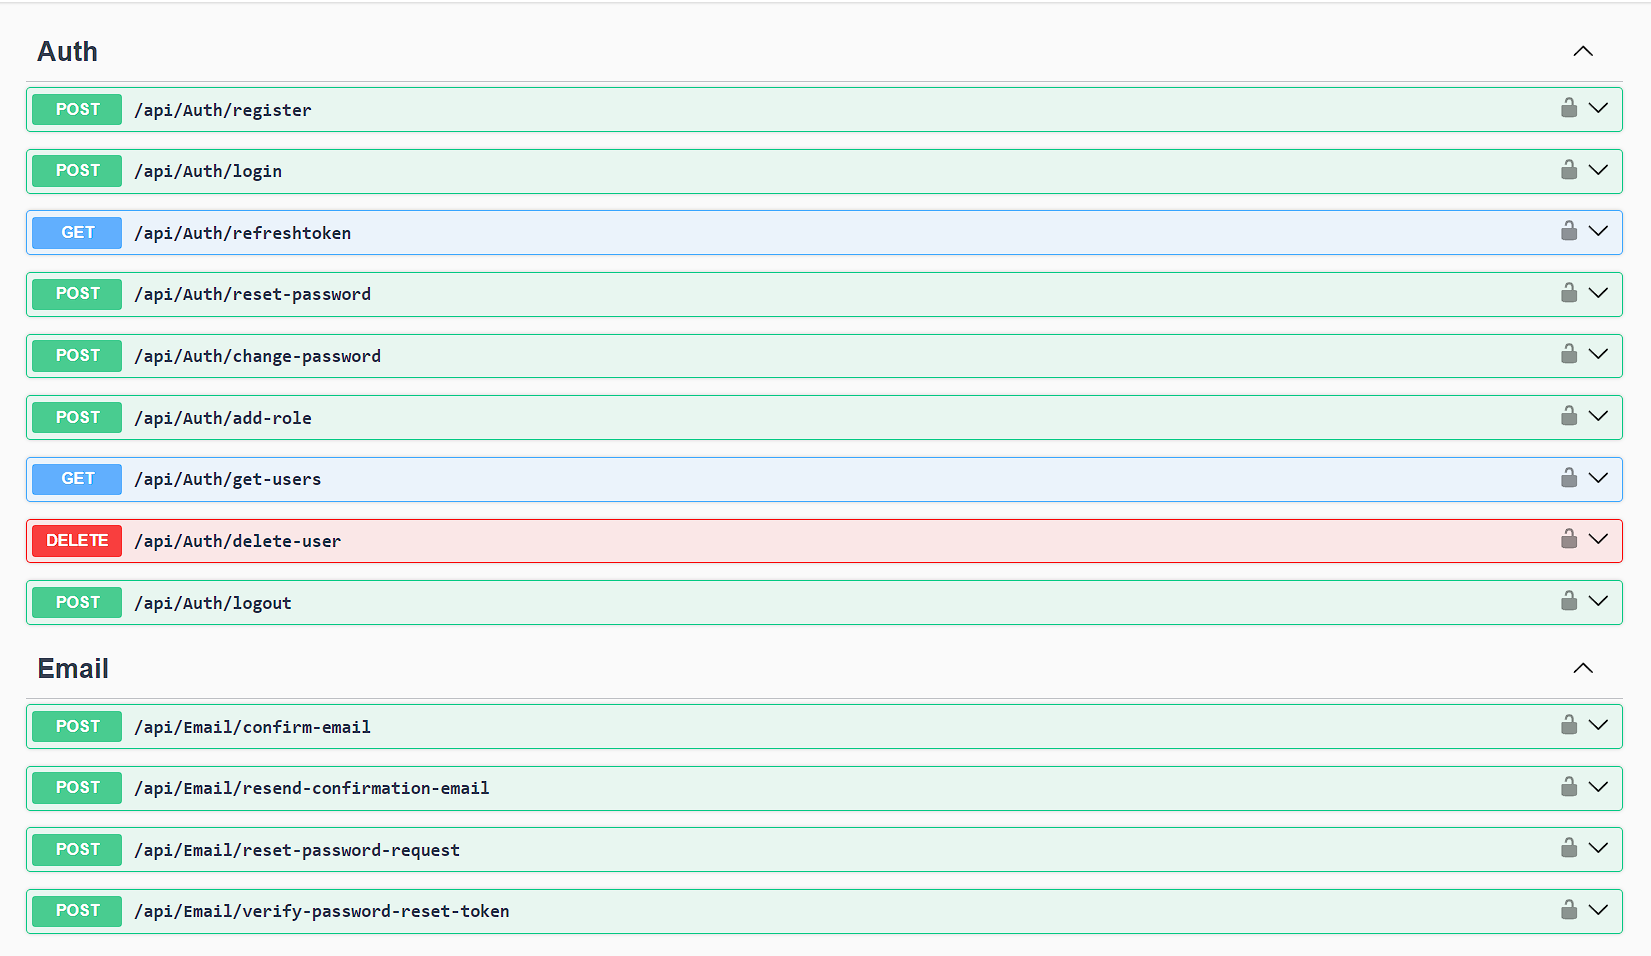 Auth
POST /api/Auth/register
POST /api/Auth/login
GET /api/Auth/refreshtoken
POST /api/Auth/reset-password
POST /api/Auth/change-password
POST /api/Auth/add-role
GET /api/Auth/get-users
DELETE /api/Auth/delete-user
POST /api/Auth/logout
Email
POST /api/Email/confirm-email
POST /api/Email/resend-confirmation-email
POST /api/Email/reset-password-request
POST /api/Email/verify-password-reset-token